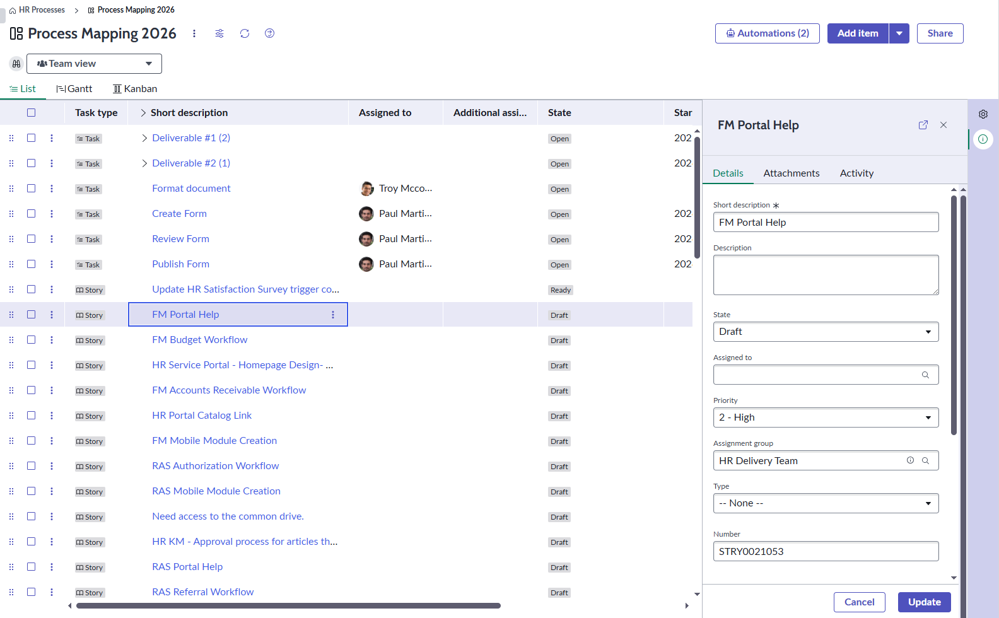 HR Processes > Process Mapping 2026
Process Mapping 2026
Automations (2)
Add item
Share
Team view
List Gantt Kanban
Task type Short description Assigned to Additional assi... State Star
Task Deliverable #1 (2) Open 202
Task Deliverable #2 (1) Open 202
Task Format document Troy Mcco... Open
Task Create Form Paul Marti... Open 202
Task Review Form Paul Marti... Open 202
Task Publish Form Paul Marti... Open 202
Story Update HR Satisfaction Survey trigger co... Ready
Story FM Portal Help Draft
Story FM Budget Workflow Draft
Story HR Service Portal - Homepage Design- ... Draft
Story FM Accounts Receivable Workflow Draft
Story HR Portal Catalog Link Draft
Story FM Mobile Module Creation Draft
Story RAS Authorization Workflow Draft
Story RAS Mobile Module Creation Draft
Story Need access to the common drive. Draft
Story HR KM - Approval process for articles th... Draft
Story RAS Portal Help Draft
Story RAS Referral Workflow Draft
FM Portal Help
Details Attachments Activity
Short description
FM Portal Help
Description
State
Draft
Assigned to
Priority
2 - High
Assignment group
HR Delivery Team
Type
-- None --
Number
STRY0021053
Cancel Update